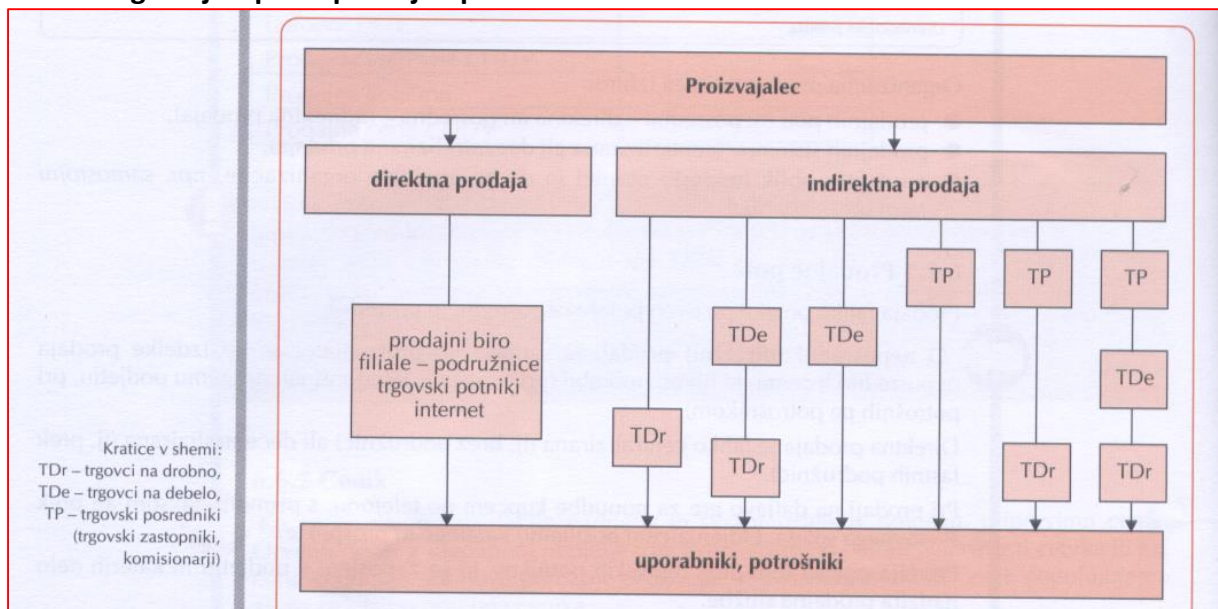 Proizvajalec
direktna prodaja
indirektna prodaja
TP
TP
TP
prodajni biro
filiale – podružnice
trgovski potniki
internet
TDe
TDe
TDe
TDr
TDr
TDr
TDr
Kratice v shemi:
TDr – trgovci na drobno,
TDe – trgovci na debelo,
TP – trgovski posredniki
(trgovski zastopniki,
komisionarji)
uporabniki, potrošniki